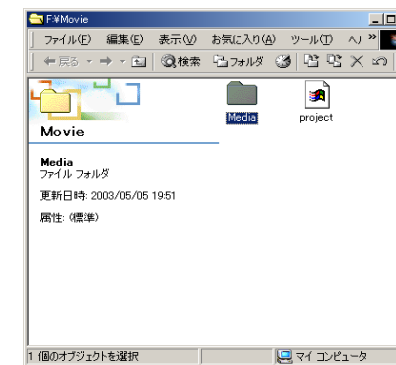 F:¥Movie
ファイル(F) 編集(E) 表示(V) お気に入り(A) ツール(T) ヘ」 »
戻る 検索 フォルダ
Movie
Media
ファイル フォルダ
更新日時: 2003/05/05 19:51
属性: (標準)
Media project
1 個のオブジェクトを選択 マイ コンピュータ